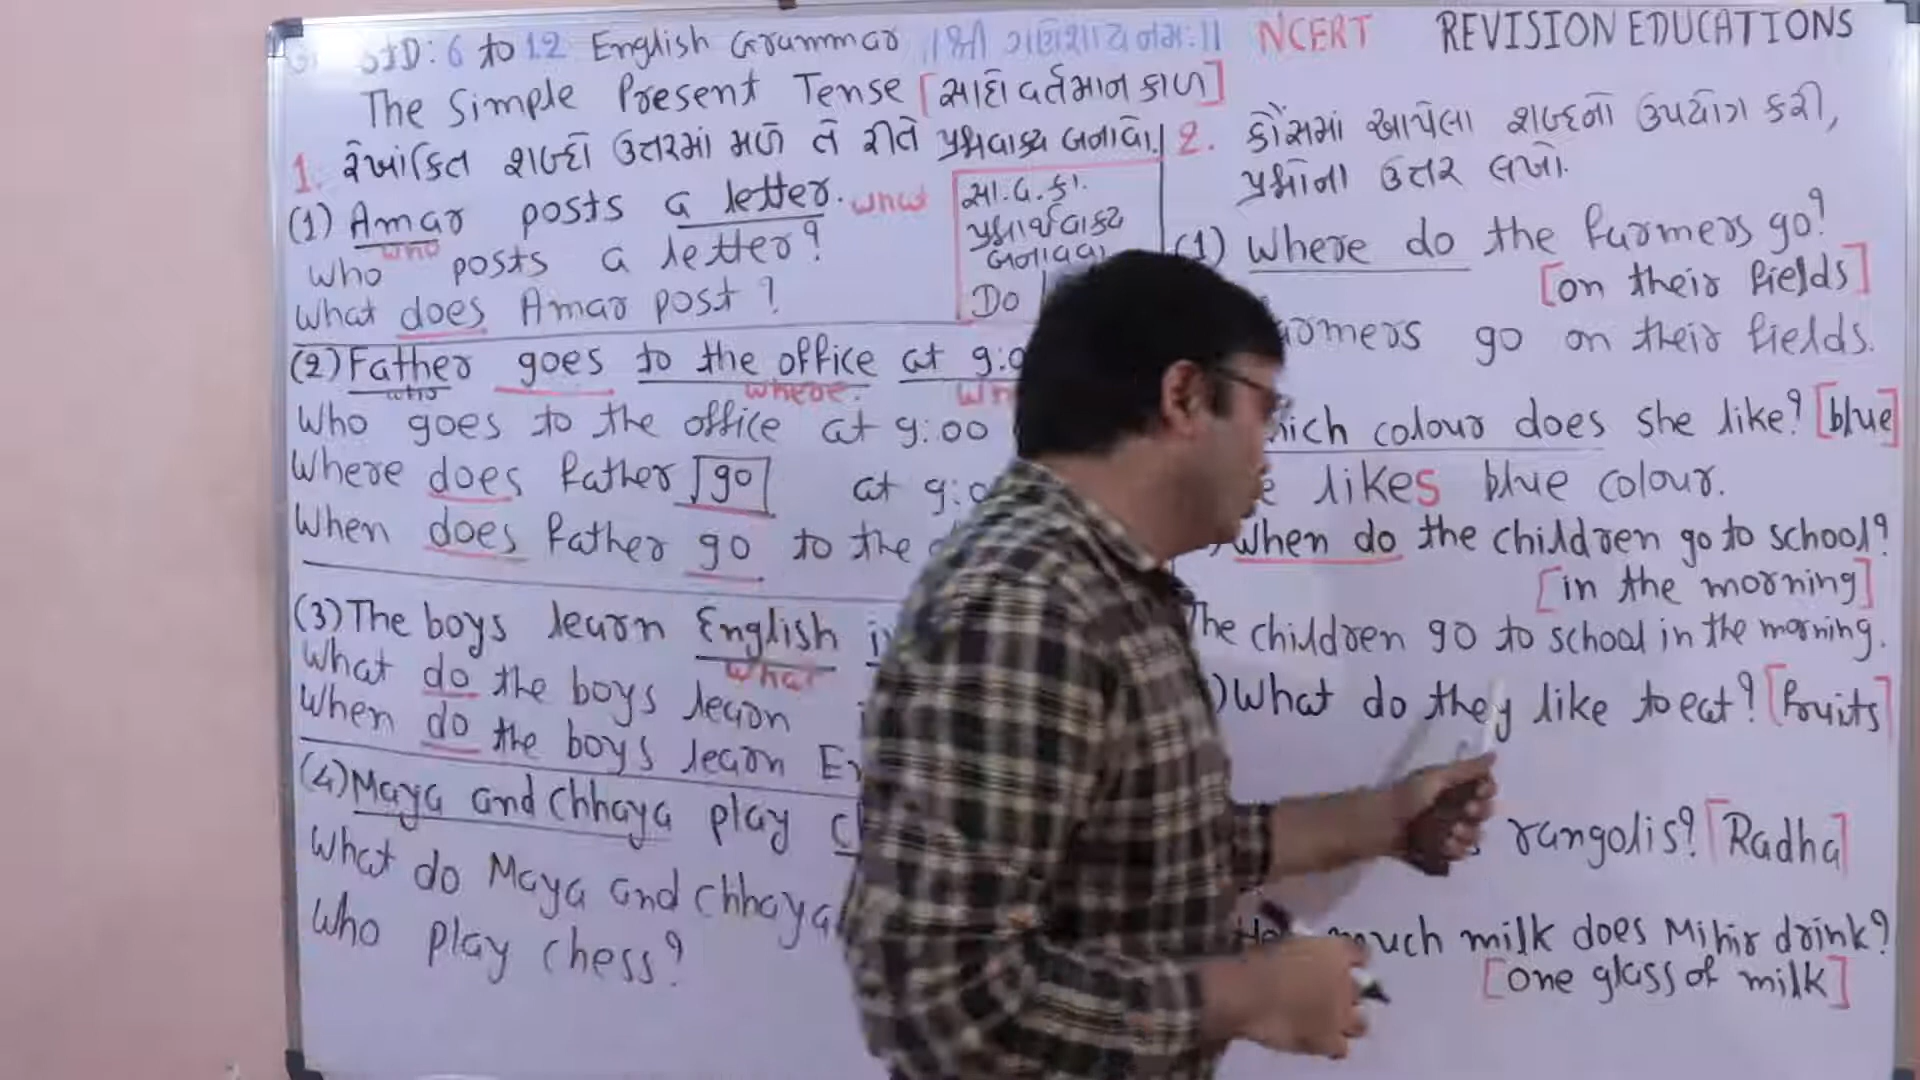 STD: 6 to 12 English Grammar ।।શ્રી ગણેશાય નમઃ।। NCERT REVISION EDUCATIONS
The Simple Present Tense [સાદો વર્તમાન કાળ]
1. રેખાંકિત શબ્દો ઉત્તરમાં મળે તે રીતે પ્રશ્નવાક્ય બનાવો.
(1) Amar posts a letter. what
who
Who posts a letter?
What does Amar post?
સા.વ.કા.
પ્રશ્નાર્થવાક્ય
બનાવવા
Do
(2) Father goes to the office at 9:0
who where.
Who goes to the office at 9:00
Where does father go at 9:0
When does father go to the
(3) The boys learn English
what
What do the boys learn
When do the boys learn
(4) Maya and Chhaya play
What do Maya and Chhaya
Who play chess?
2. કૌંસમાં આપેલા શબ્દનો ઉપયોગ કરી,
પ્રશ્નોના ઉત્તર લખો.
(1) Where do the farmers go?
[on their fields]
go on their fields.
colour does she like? [blue]
likes blue colour.
When do the children go to school?
[in the morning]
The children go to school in the morning.
What do they like to eat? [fruits]
rangolis? [Radha]
much milk does Mihir drink?
[one glass of milk]